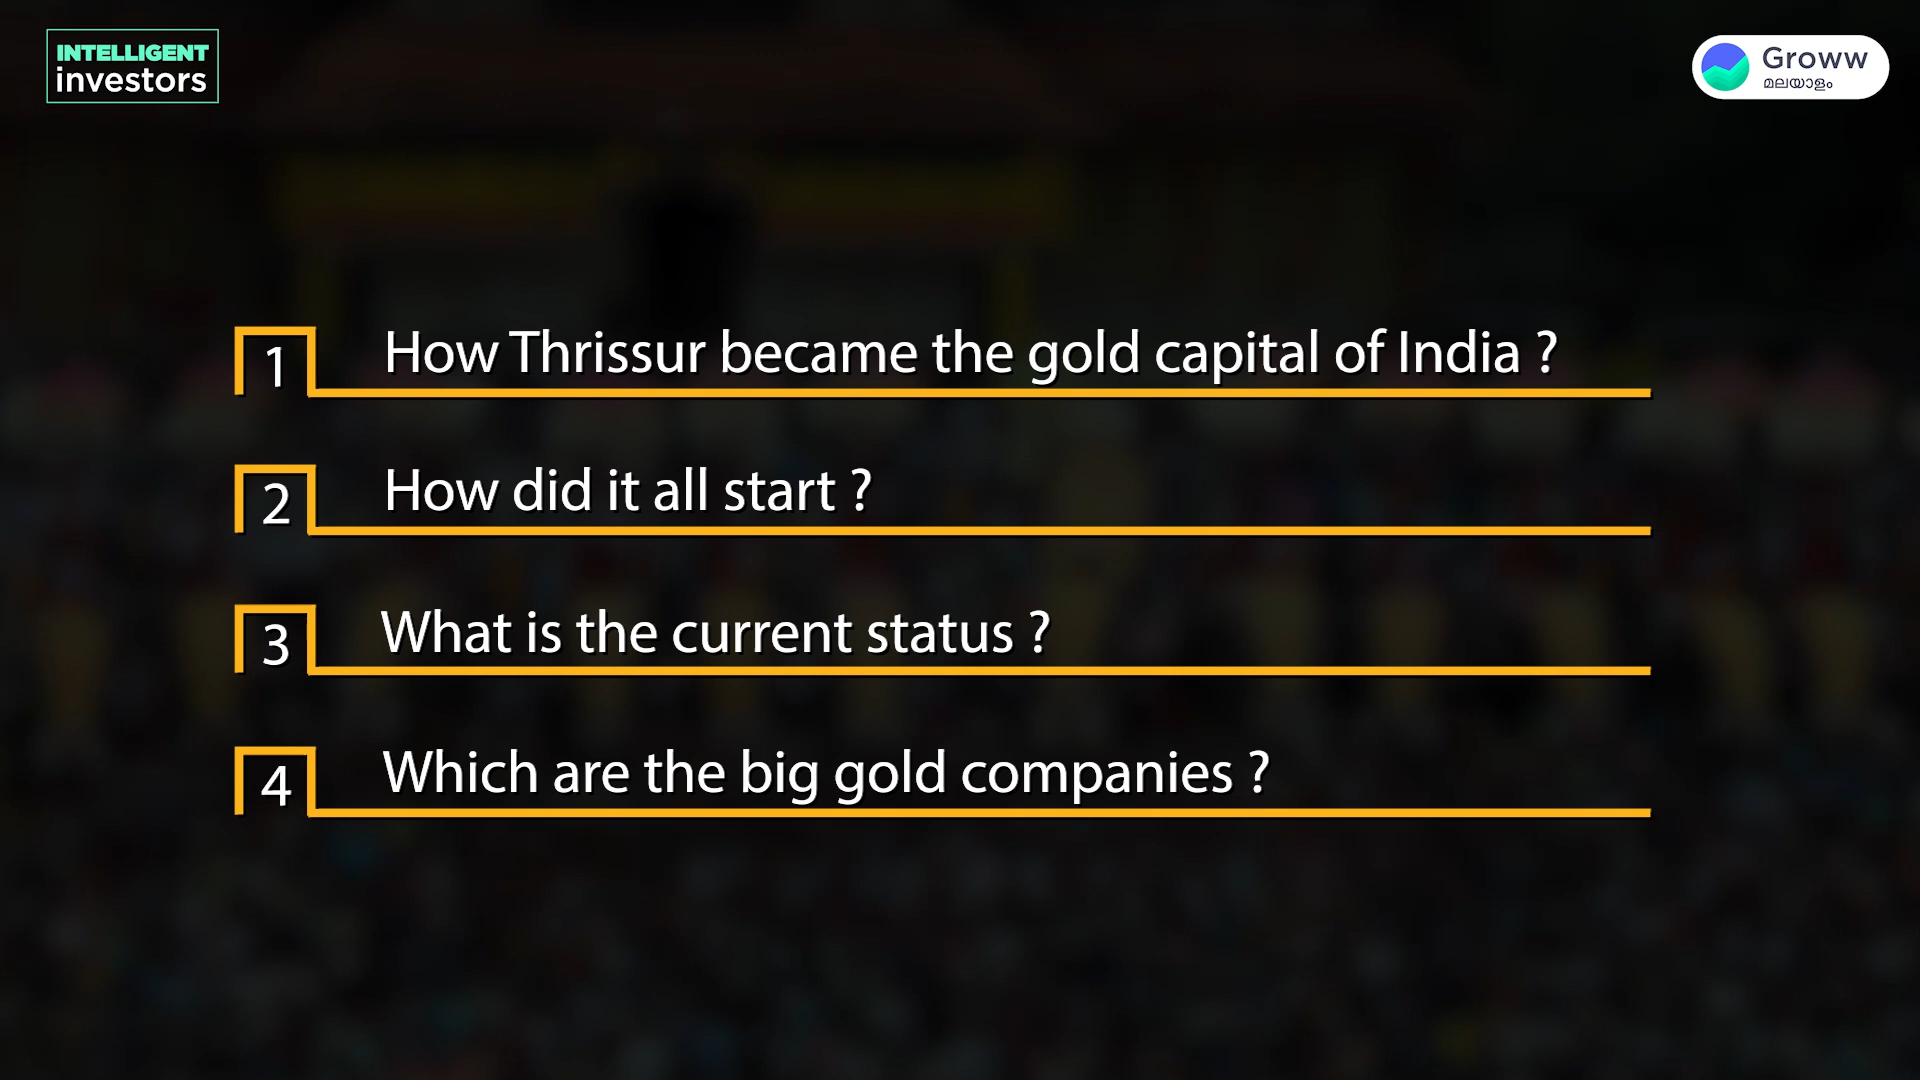 INTELLIGENT
investors
Groww
മലയാളം
1 How Thrissur became the gold capital of India ?
2 How did it all start ?
3 What is the current status ?
4 Which are the big gold companies ?